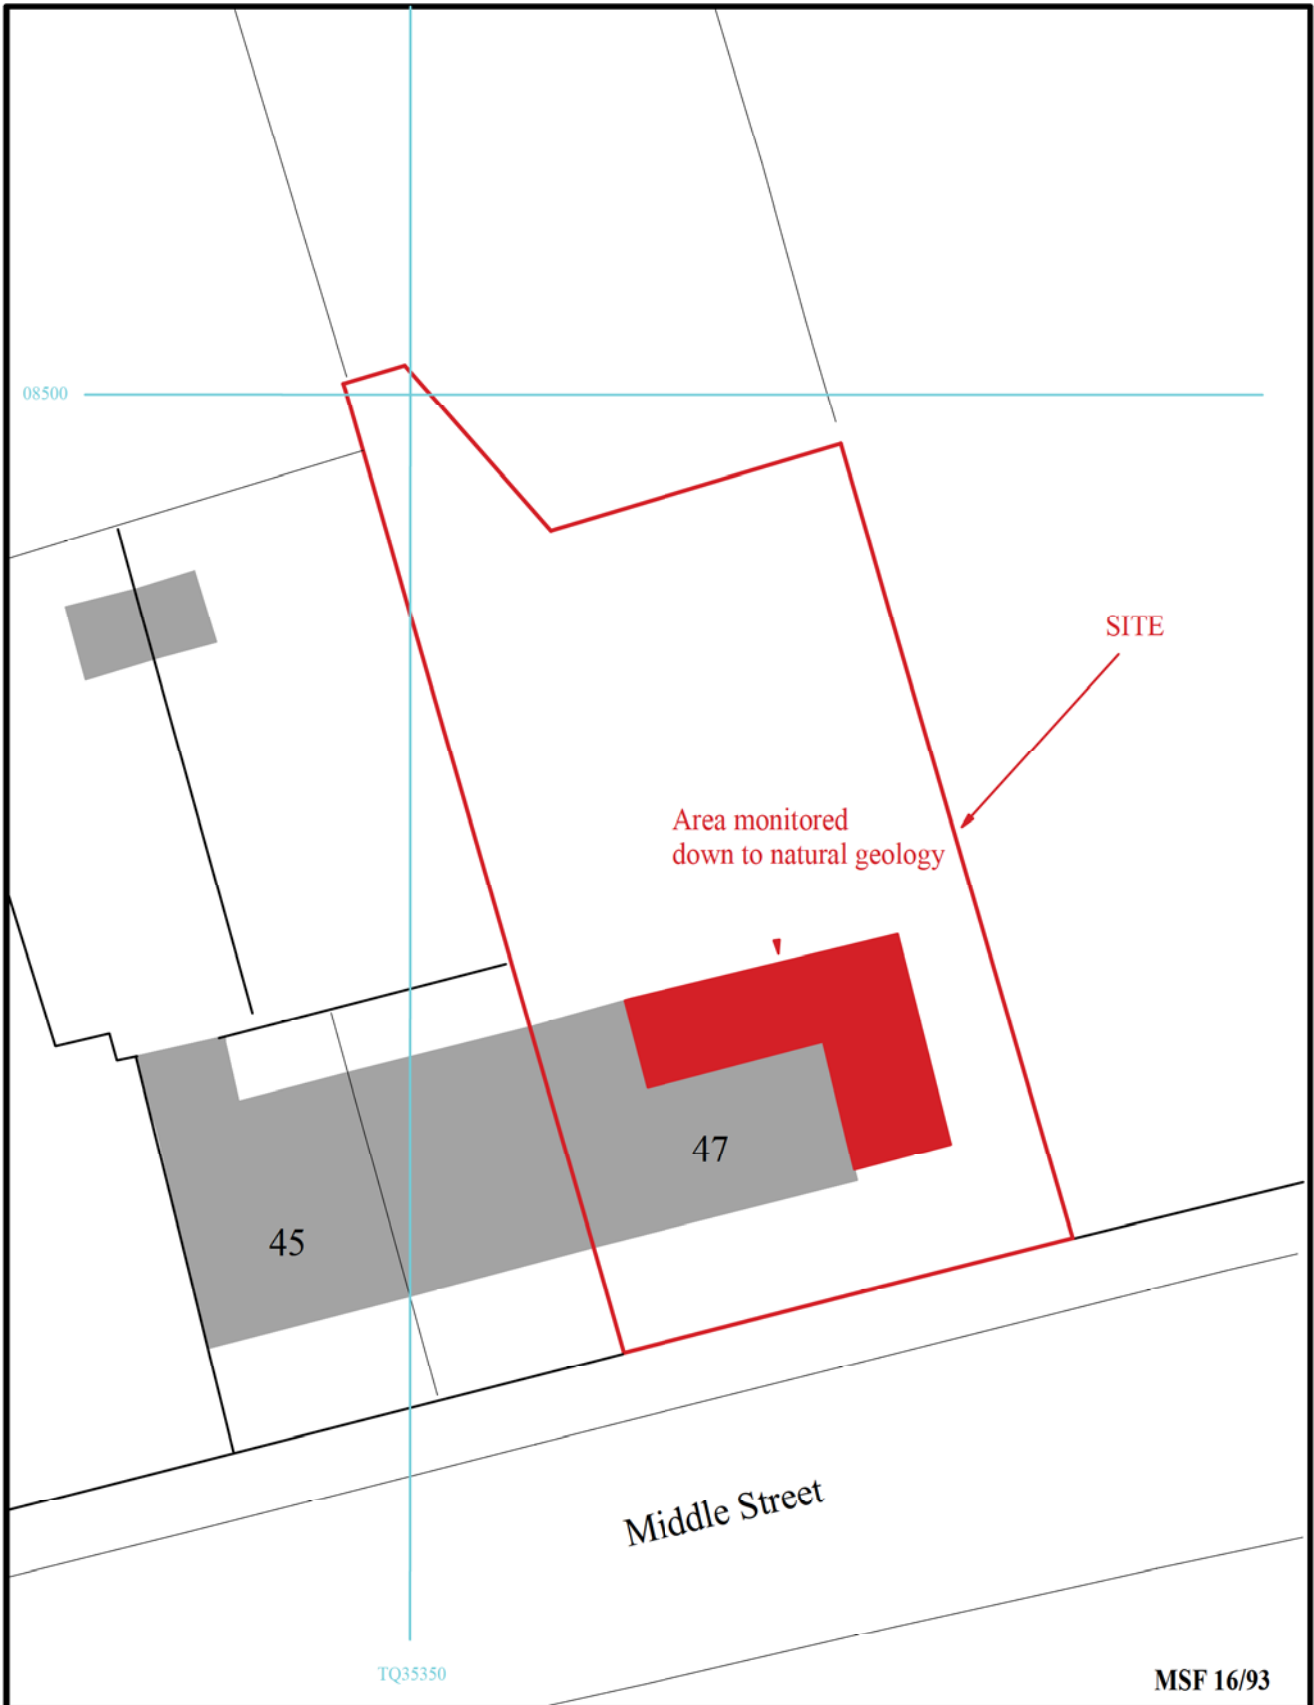 08500
SITE
Area monitored
down to natural geology
47
45
Middle Street
TQ35350
MSF 16/93